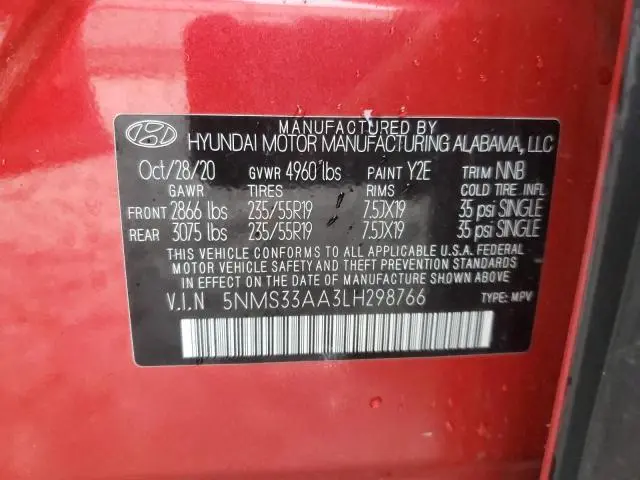 MANUFACTURED BY
HYUNDAI MOTOR MANUFACTURING ALABAMA, LLC
Oct/28/20 GVWR 4960 lbs PAINT Y2E TRIM NNB
GAWR TIRES RIMS COLD TIRE INFL
FRONT 2866 lbs 235/55R19 7.5JX19 35 psi SINGLE
REAR 3075 lbs 235/55R19 7.5JX19 35 psi SINGLE
THIS VEHICLE CONFORMS TO ALL APPLICABLE U.S.A. FEDERAL
MOTOR VEHICLE SAFETY AND THEFT PREVENTION STANDARDS
IN EFFECT ON THE DATE OF MANUFACTURE SHOWN ABOVE
V.I.N 5NMS33AA3LH298766 TYPE: MPV